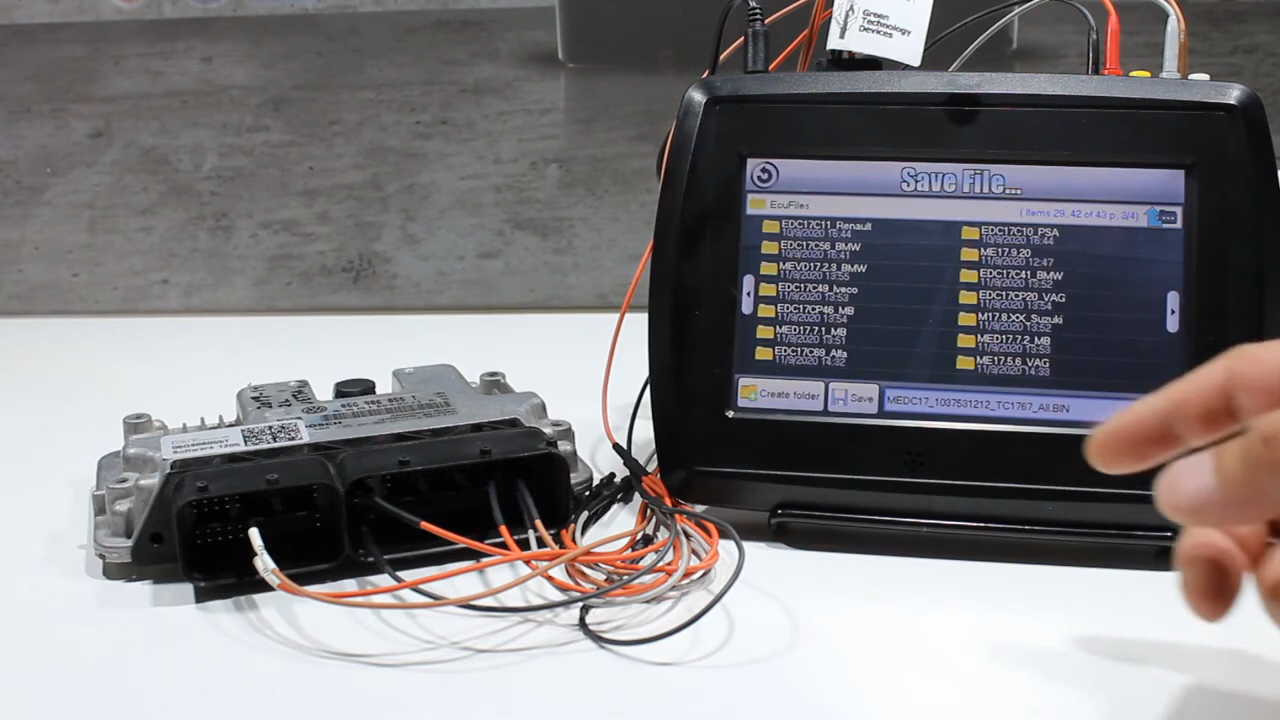 Green
Technology
Devices
Save File...
EcuFiles
( Items 29..42 of 43 p. 3/4)
EDC17C11_Renault
10/9/2020 16:44
EDC17C56_BMW
10/9/2020 16:41
MEVD17.2.3_BMW
11/9/2020 13:55
EDC17C49_Iveco
11/9/2020 13:53
EDC17CP46_MB
11/9/2020 13:54
MED17.7.1_MB
11/9/2020 13:51
EDC17C69_Alfa
11/9/2020 14:32
EDC17C10_PSA
10/9/2020 16:44
ME17.9.20
11/9/2020 12:47
EDC17C41_BMW
11/9/2020 13:52
EDC17CP20_VAG
11/9/2020 13:54
M17.8.XX_Suzuki
11/9/2020 13:52
MED17.7.2_MB
11/9/2020 13:53
ME17.5.6_VAG
11/9/2020 14:33
Create folder
Save
MEDC17_1037531212_TC1767_All.BIN
BOSCH